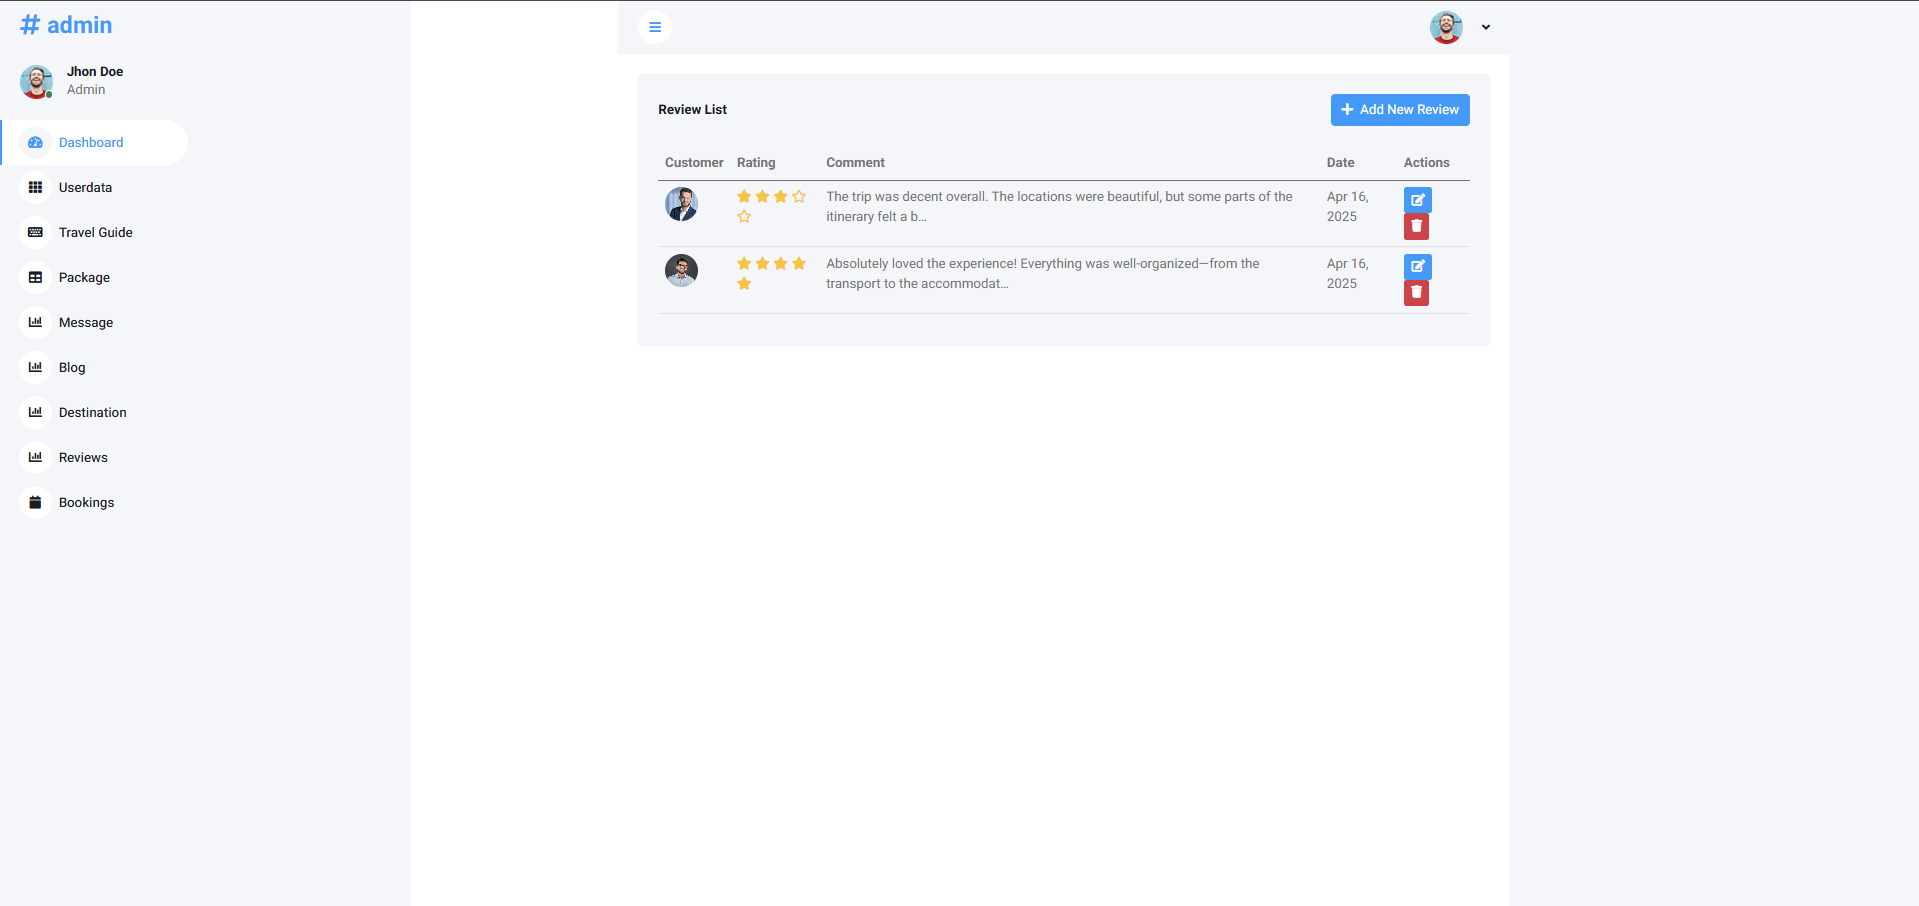 # admin
Jhon Doe
Admin
Dashboard
Userdata
Travel Guide
Package
Message
Blog
Destination
Reviews
Bookings
Review List
Add New Review
Customer Rating Comment Date Actions
The trip was decent overall. The locations were beautiful, but some parts of the Apr 16,
itinerary felt a b... 2025
Absolutely loved the experience! Everything was well-organized—from the Apr 16,
transport to the accommodat... 2025